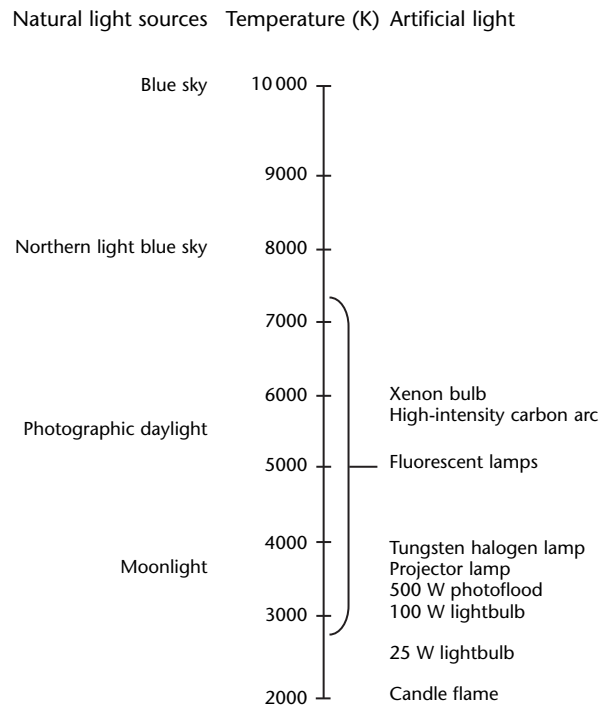 Natural light sources Temperature (K) Artificial light
Blue sky 10 000
9000
Northern light blue sky 8000
7000
6000 Xenon bulb
High-intensity carbon arc
Photographic daylight
5000 Fluorescent lamps
4000 Tungsten halogen lamp
Moonlight Projector lamp
500 W photoflood
3000 100 W lightbulb
25 W lightbulb
2000 Candle flame